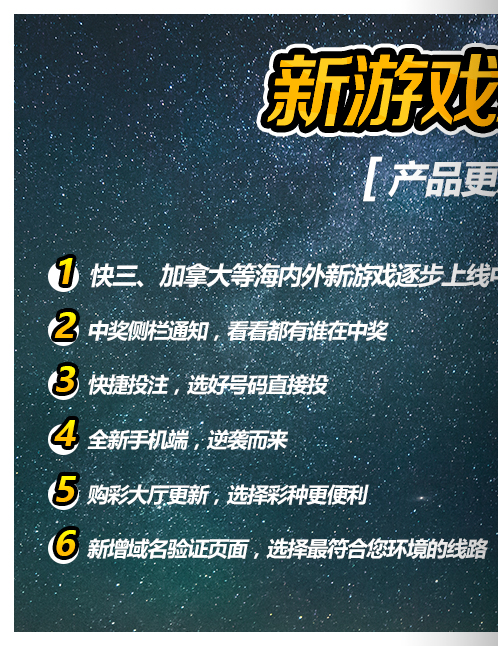 新游戏
[ 产品更
1 快三、加拿大等海内外新游戏逐步上线中
2 中奖侧栏通知，看看都有谁在中奖
3 快捷投注，选好号码直接投
4 全新手机端，逆袭而来
5 购彩大厅更新，选择彩种更便利
6 新增域名验证页面，选择最符合您环境的线路